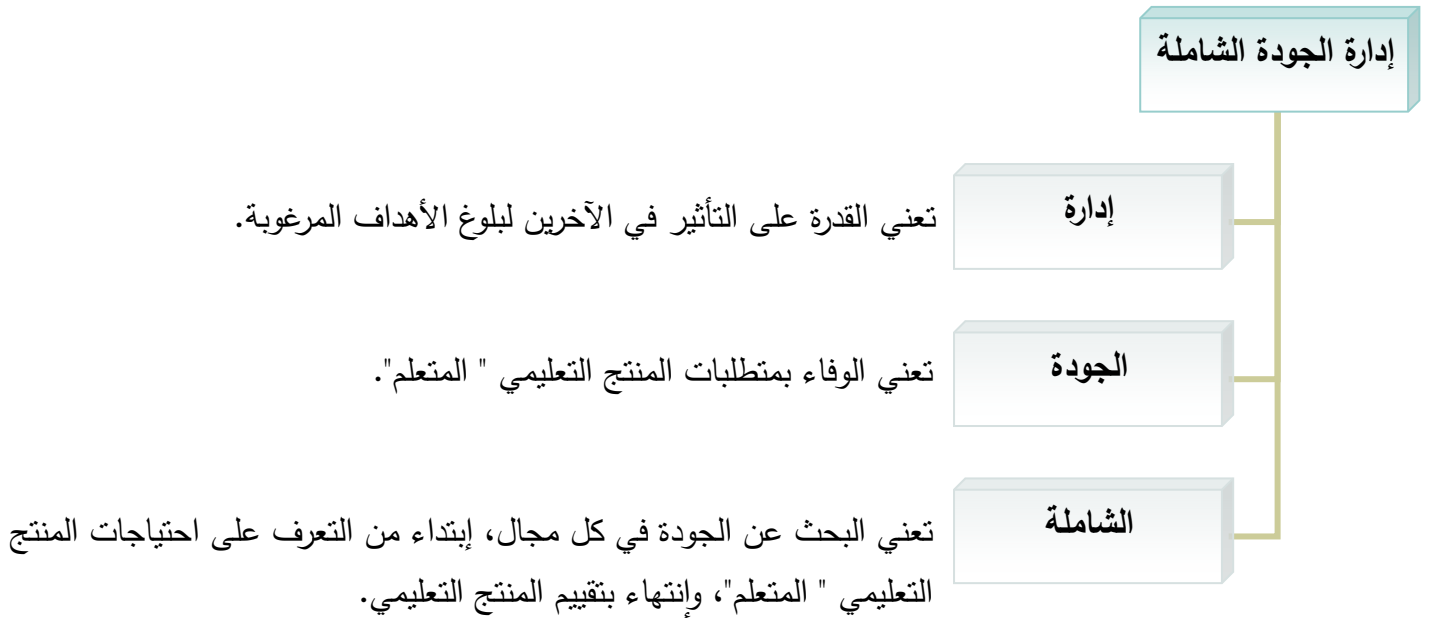 إدارة الجودة الشاملة
إدارة
تعني القدرة على التأثير في الآخرين لبلوغ الأهداف المرغوبة.
الجودة
تعني الوفاء بمتطلبات المنتج التعليمي " المتعلم".
الشاملة
تعني البحث عن الجودة في كل مجال، إبتداء من التعرف على احتياجات المنتج
التعليمي " المتعلم"، وإنتهاء بتقييم المنتج التعليمي.